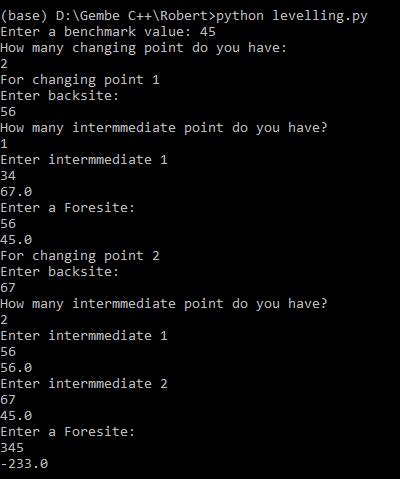 (base) D:\Gembe C++\Robert>python levelling.py
Enter a benchmark value: 45
How many changing point do you have:
2
For changing point 1
Enter backsite:
56
How many intermmediate point do you have?
1
Enter intermmediate 1
34
67.0
Enter a Foresite:
56
45.0
For changing point 2
Enter backsite:
67
How many intermmediate point do you have?
2
Enter intermmediate 1
56
56.0
Enter intermmediate 2
67
45.0
Enter a Foresite:
345
-233.0